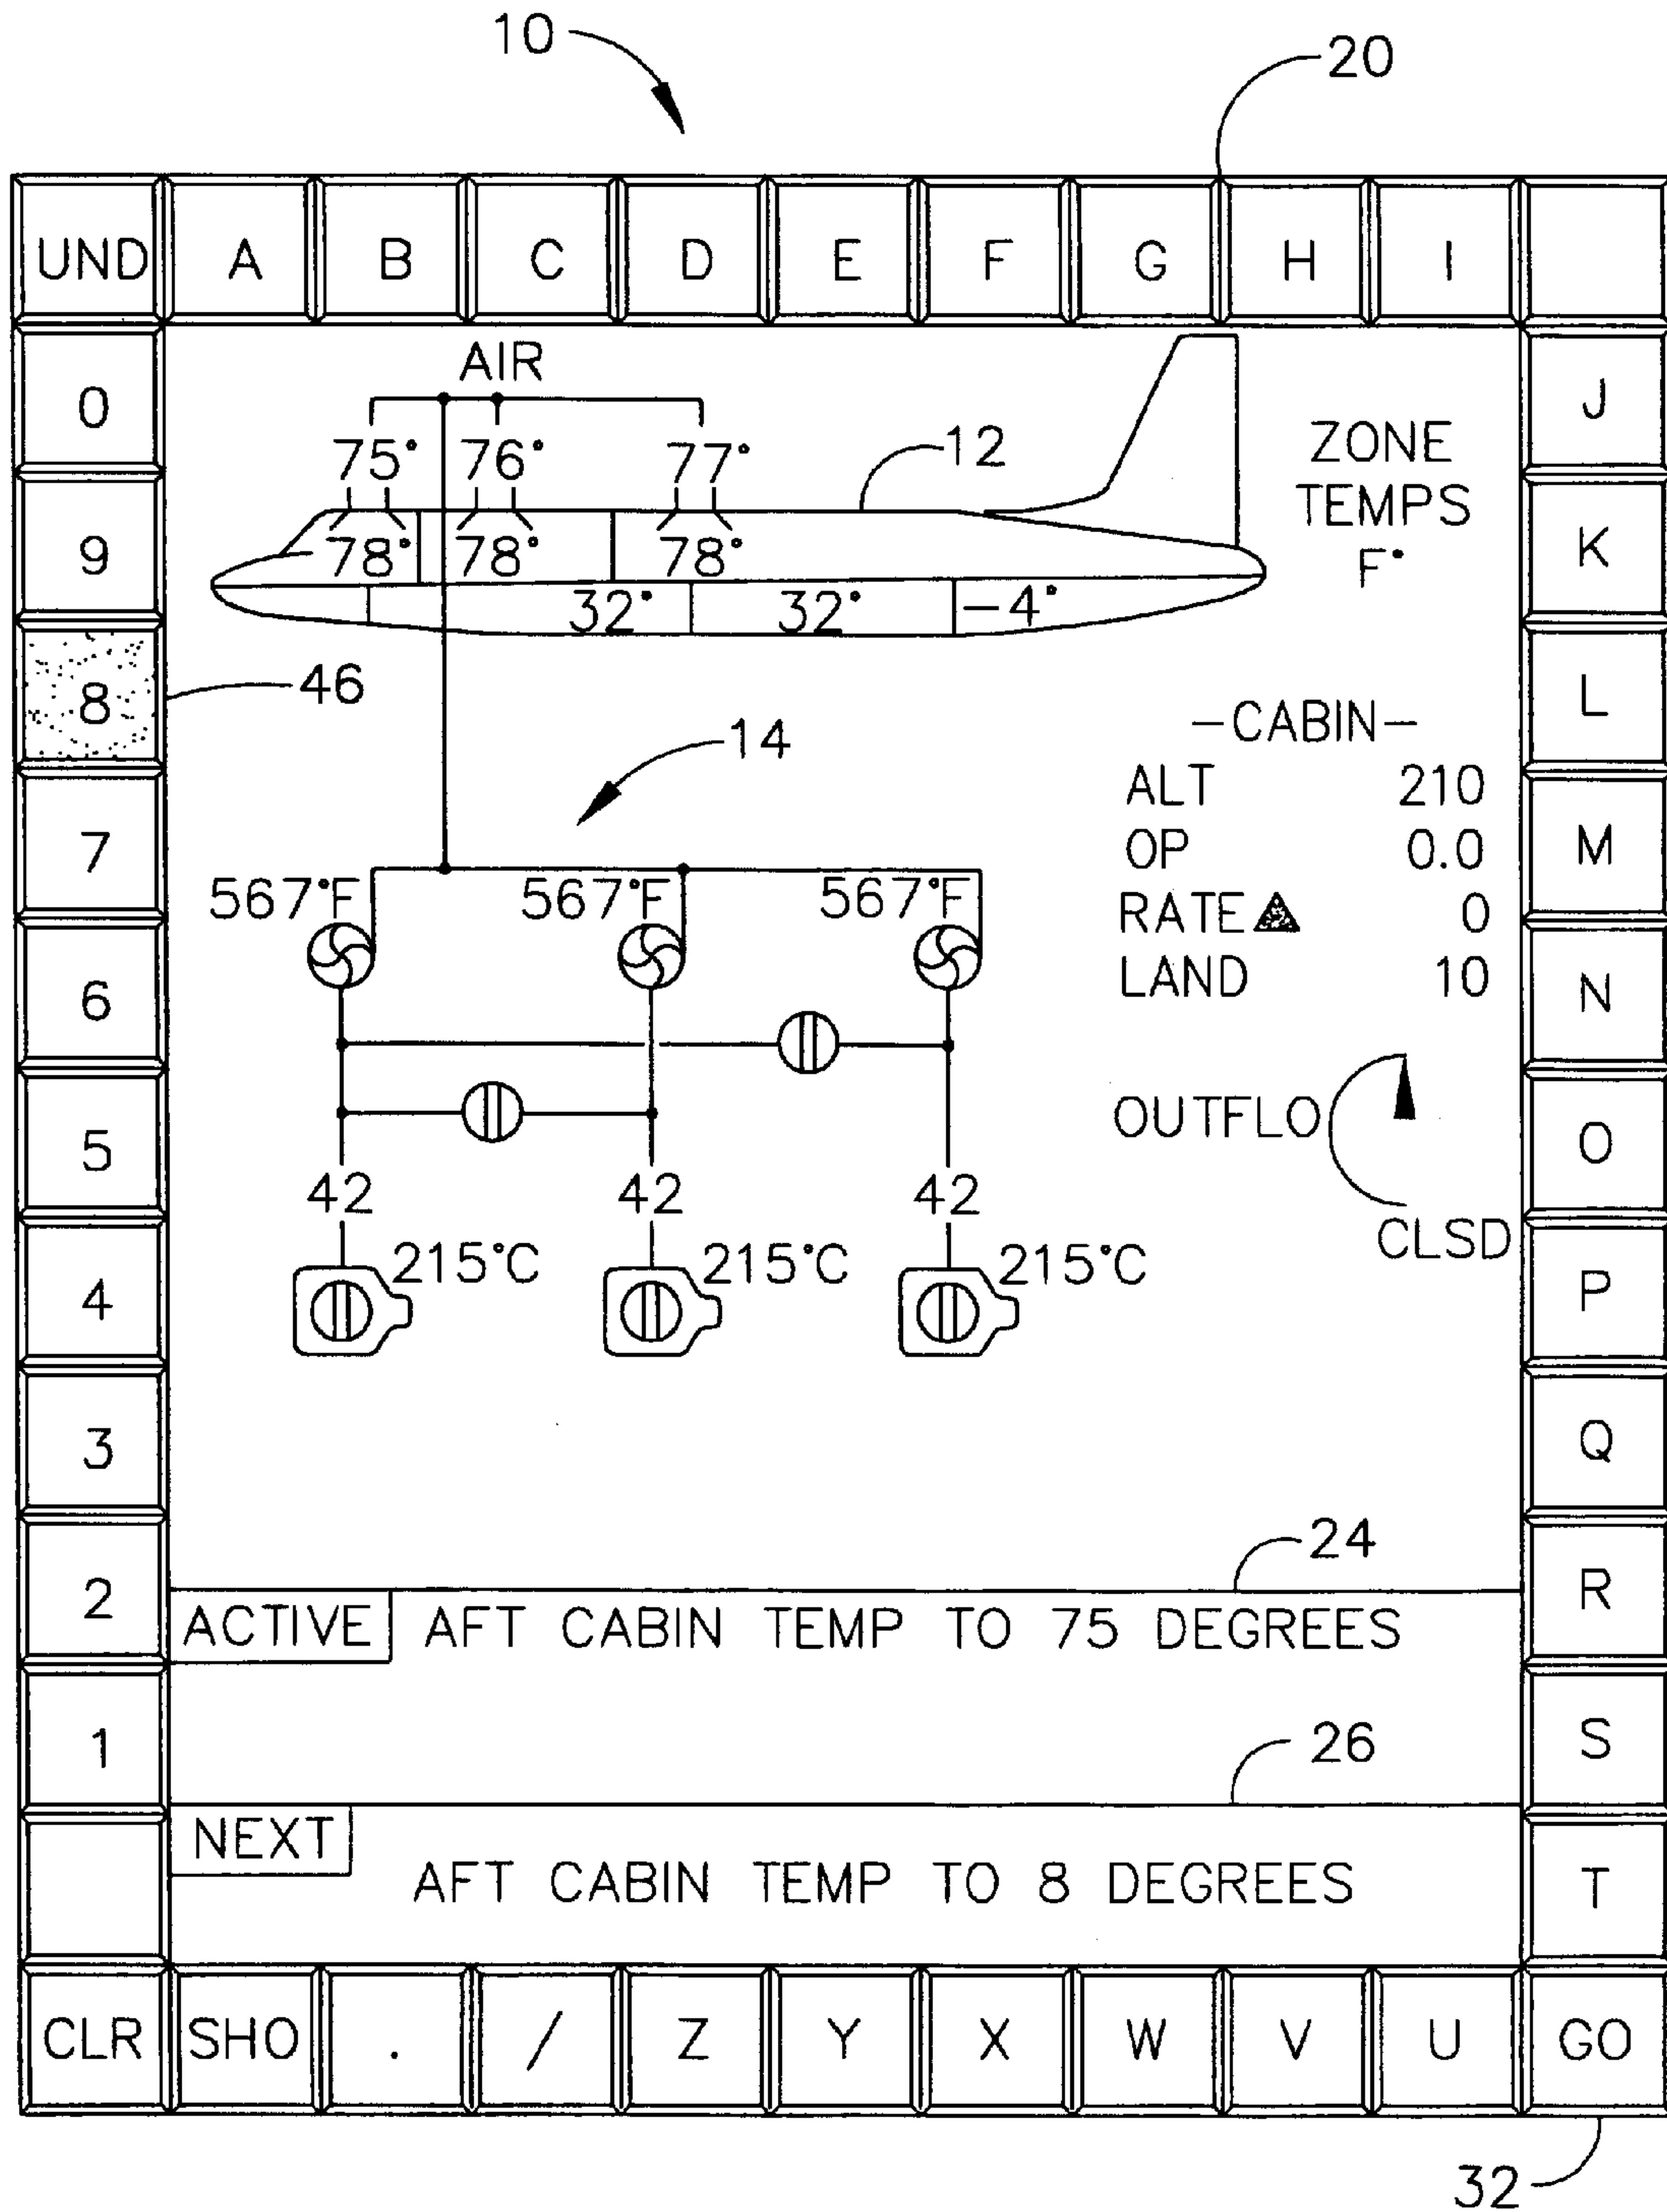 10
20
UND A B C D E F G H I
0
9
8
7
6
5
4
3
2
1
J
K
L
M
N
O
P
Q
R
S
T
AIR
75° 76° 77°
12
78° 78° 78°
32° 32° -4°
ZONE
TEMPS
F°
46
14
-CABIN-
ALT 210
OP 0.0
RATE 0
LAND 10
567°F 567°F 567°F
OUTFLO
CLSD
42 42 42
215°C 215°C 215°C
24
ACTIVE AFT CABIN TEMP TO 75 DEGREES
26
NEXT
AFT CABIN TEMP TO 8 DEGREES
CLR SHO . / Z Y X W V U GO
32